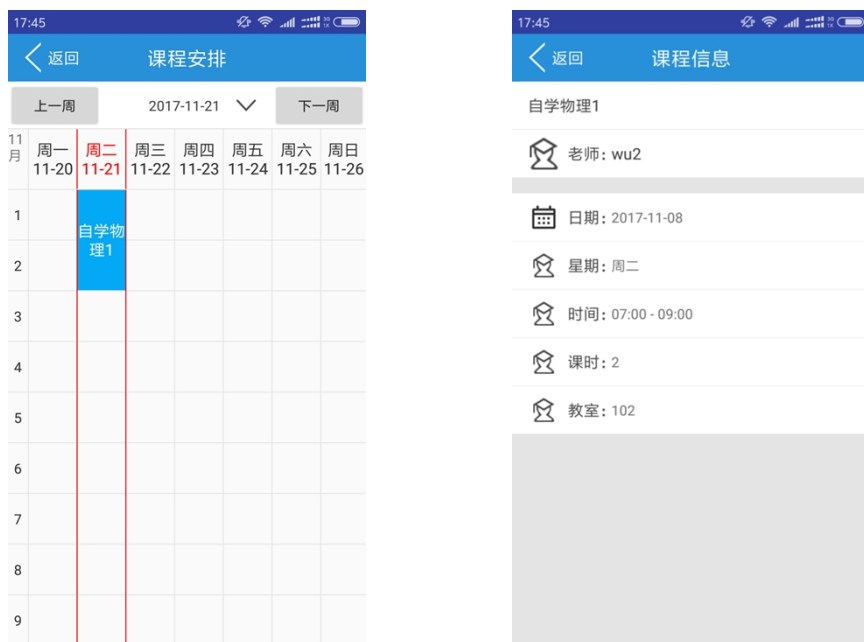 17:45
返回
课程安排
上一周
2017-11-21
下一周
11
月
周一
11-20
周二
11-21
周三
11-22
周四
11-23
周五
11-24
周六
11-25
周日
11-26
1
自学物
理1
2
3
4
5
6
7
8
9
17:45
返回
课程信息
自学物理1
老师: wu2
日期: 2017-11-08
星期: 周二
时间: 07:00 - 09:00
课时: 2
教室: 102